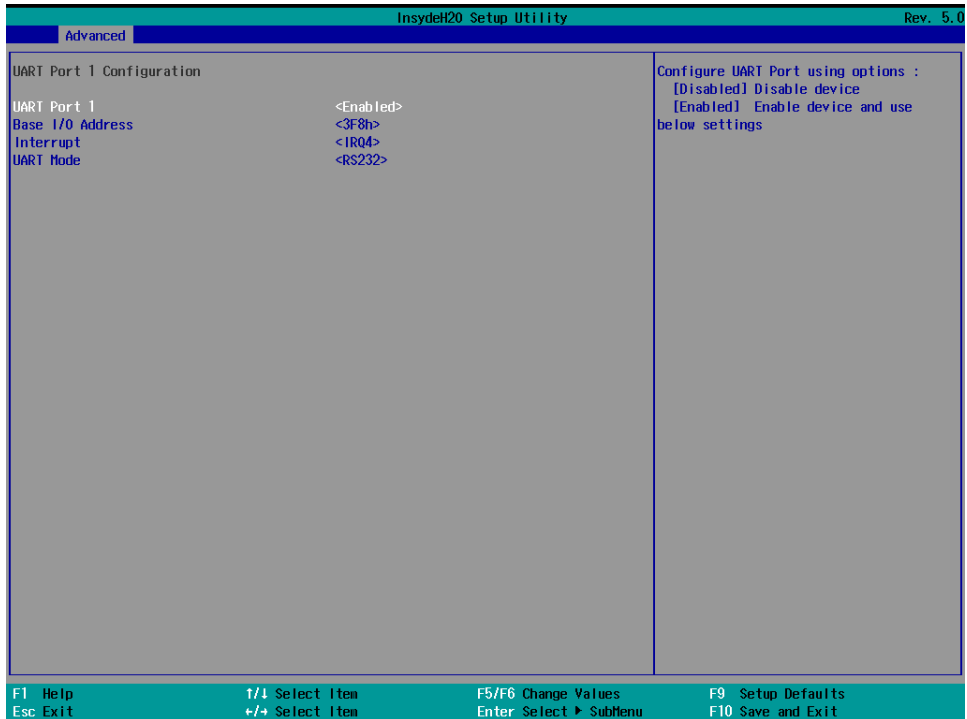 InsydeH20 Setup Utility Rev. 5.0
Advanced
UART Port 1 Configuration
UART Port 1 <Enabled>
Base I/O Address <3F8h>
Interrupt <IRQ4>
UART Mode <RS232>
Configure UART Port using options :
[Disabled] Disable device
[Enabled] Enable device and use
below settings
F1 Help ↑/↓ Select Item F5/F6 Change Values F9 Setup Defaults
Esc Exit ←/→ Select Item Enter Select ▶ SubMenu F10 Save and Exit